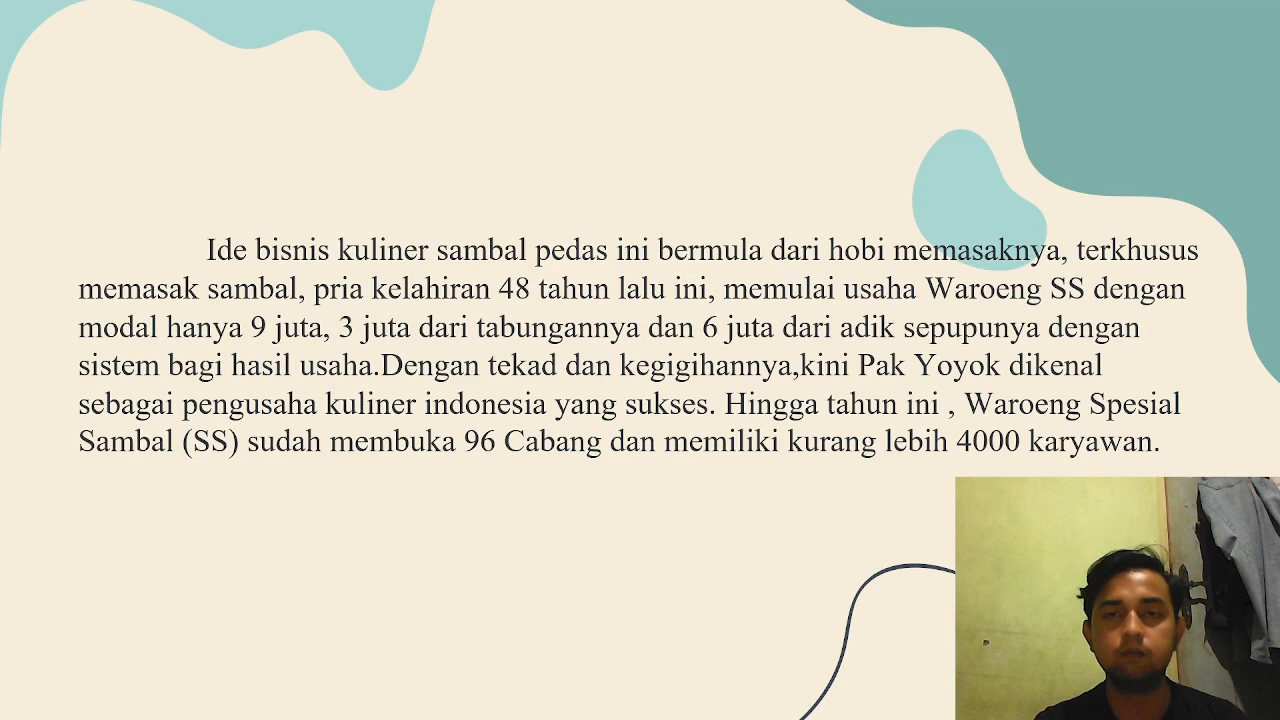 Ide bisnis kuliner sambal pedas ini bermula dari hobi memasaknya, terkhusus
memasak sambal, pria kelahiran 48 tahun lalu ini, memulai usaha Waroeng SS dengan
modal hanya 9 juta, 3 juta dari tabungannya dan 6 juta dari adik sepupunya dengan
sistem bagi hasil usaha.Dengan tekad dan kegigihannya,kini Pak Yoyok dikenal
sebagai pengusaha kuliner indonesia yang sukses. Hingga tahun ini , Waroeng Spesial
Sambal (SS) sudah membuka 96 Cabang dan memiliki kurang lebih 4000 karyawan.